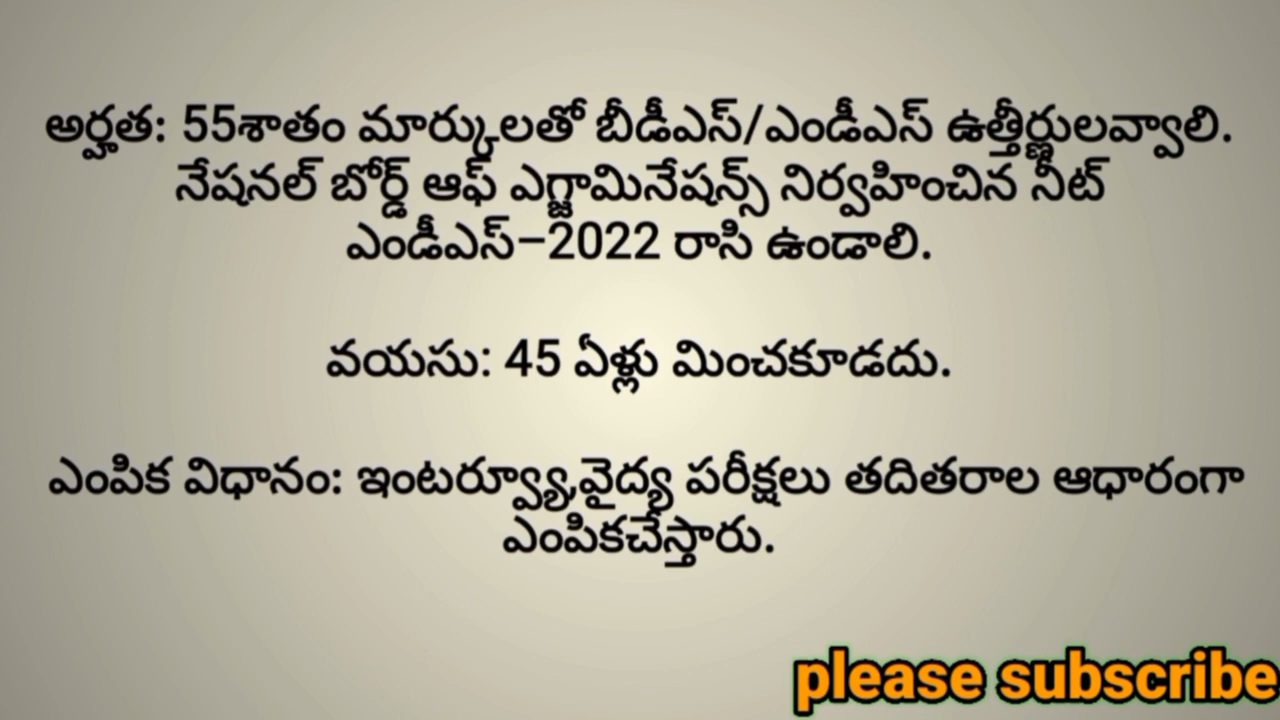 అర్హత: 55శాతం మార్కులతో బీడీఎస్/ఎండీఎస్ ఉత్తీర్ణులవ్వాలి.
నేషనల్ బోర్డ్ ఆఫ్ ఎగ్జామినేషన్స్ నిర్వహించిన నీట్
ఎండీఎస్–2022 రాసి ఉండాలి.
వయసు: 45 ఏళ్లు మించకూడదు.
ఎంపిక విధానం: ఇంటర్వ్యూ,వైద్య పరీక్షలు తదితరాల ఆధారంగా
ఎంపికచేస్తారు.
please subscribe